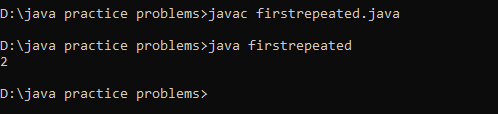 D:\java practice problems>javac firstrepeated.java
D:\java practice problems>java firstrepeated
2
D:\java practice problems>